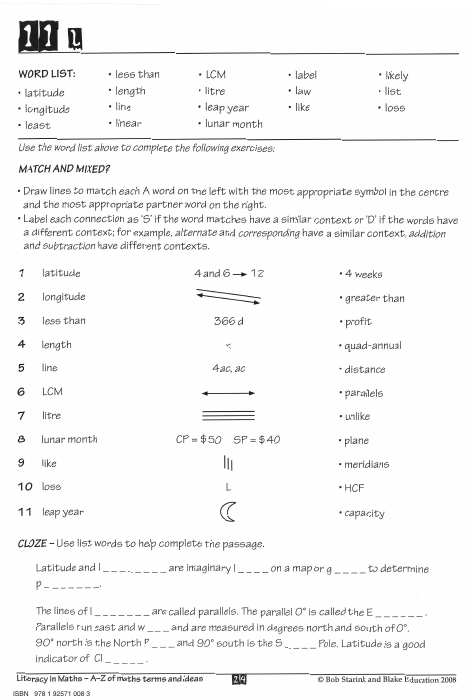 11 L
WORD LIST: • less than • LCM • label • likely
• latitude • length • litre • law • list
• longitude • line • leap year • like • loss
• least • linear • lunar month
Use the word list above to complete the following exercises:
MATCH AND MIXED?
• Draw lines to match each A word on the left with the most appropriate symbol in the centre
and the most appropriate partner word on the right.
• Label each connection as 'S' if the word matches have a similar context or 'D' if the words have
a different context; for example, alternate and corresponding have a similar context, addition
and subtraction have different contexts.
1 latitude 4 and 6 → 12 • 4 weeks
2 longitude • greater than
3 less than 366 d • profit
4 length < • quad-annual
5 line 4ac, ac • distance
6 LCM • parallels
7 litre • unlike
8 lunar month CP = $50 SP = $40 • plane
9 like • meridians
10 loss L • HCF
11 leap year • capacity
CLOZE – Use list words to help complete the passage.
Latitude and l _ _ _ _ _ _ _ _ are imaginary l _ _ _ _ on a map or g _ _ _ _ to determine
p _ _ _ _ _ _ _.
The lines of l _ _ _ _ _ _ _ are called parallels. The parallel 0° is called the E _ _ _ _ _ _.
Parallels run east and w _ _ _ and are measured in degrees north and south of 0°.
90° north is the North P _ _ _ and 90° south is the S _ _ _ _ Pole. Latitude is a good
indicator of Cl _ _ _ _ _.
Literacy in Maths – A–Z of maths terms and ideas 24 © Bob Starink and Blake Education 2008
ISBN 978 1 92571 008 3